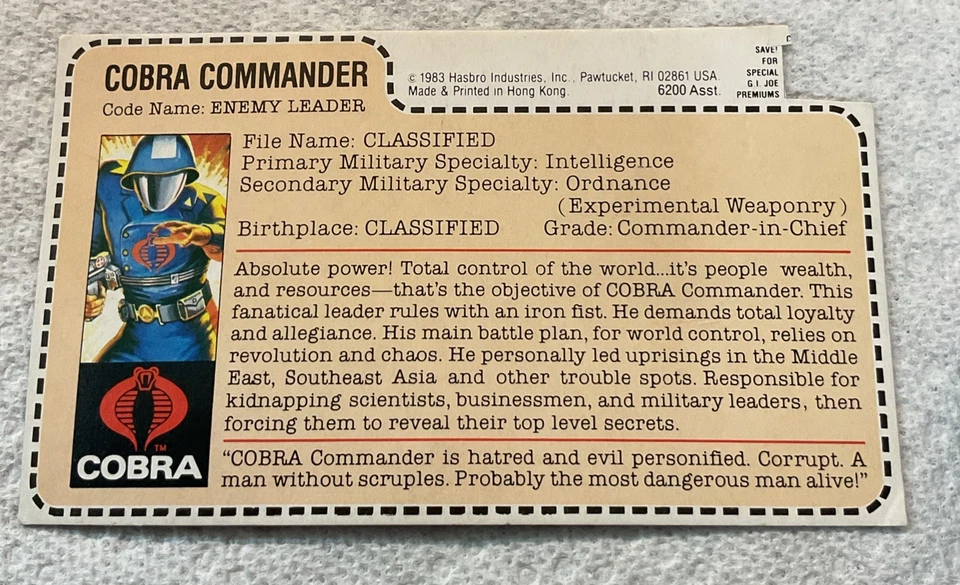 COBRA COMMANDER
Code Name: ENEMY LEADER
© 1983 Hasbro Industries, Inc., Pawtucket, RI 02861 USA.
Made & Printed in Hong Kong. 6200 Asst.
SAVE!
FOR
SPECIAL
G.I. JOE
PREMIUMS
File Name: CLASSIFIED
Primary Military Specialty: Intelligence
Secondary Military Specialty: Ordnance
(Experimental Weaponry)
Birthplace: CLASSIFIED Grade: Commander-in-Chief
Absolute power! Total control of the world...it's people wealth,
and resources—that's the objective of COBRA Commander. This
fanatical leader rules with an iron fist. He demands total loyalty
and allegiance. His main battle plan, for world control, relies on
revolution and chaos. He personally led uprisings in the Middle
East, Southeast Asia and other trouble spots. Responsible for
kidnapping scientists, businessmen, and military leaders, then
forcing them to reveal their top level secrets.
TM
COBRA
"COBRA Commander is hatred and evil personified. Corrupt. A
man without scruples. Probably the most dangerous man alive!"